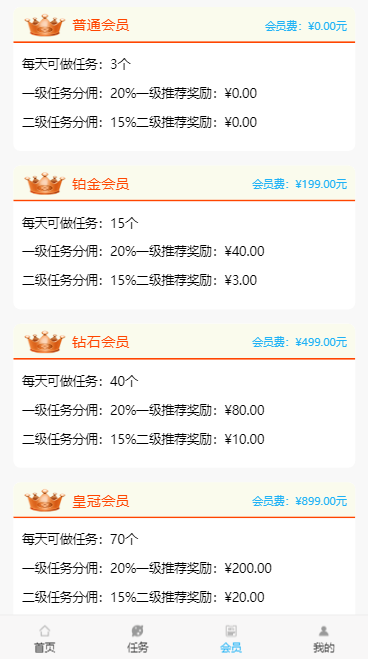 普通会员 会员费：¥0.00元
每天可做任务：3个
一级任务分佣：20%一级推荐奖励：¥0.00
二级任务分佣：15%二级推荐奖励：¥0.00
铂金会员 会员费：¥199.00元
每天可做任务：15个
一级任务分佣：20%一级推荐奖励：¥40.00
二级任务分佣：15%二级推荐奖励：¥3.00
钻石会员 会员费：¥499.00元
每天可做任务：40个
一级任务分佣：20%一级推荐奖励：¥80.00
二级任务分佣：15%二级推荐奖励：¥10.00
皇冠会员 会员费：¥899.00元
每天可做任务：70个
一级任务分佣：20%一级推荐奖励：¥200.00
二级任务分佣：15%二级推荐奖励：¥20.00
首页 任务 会员 我的